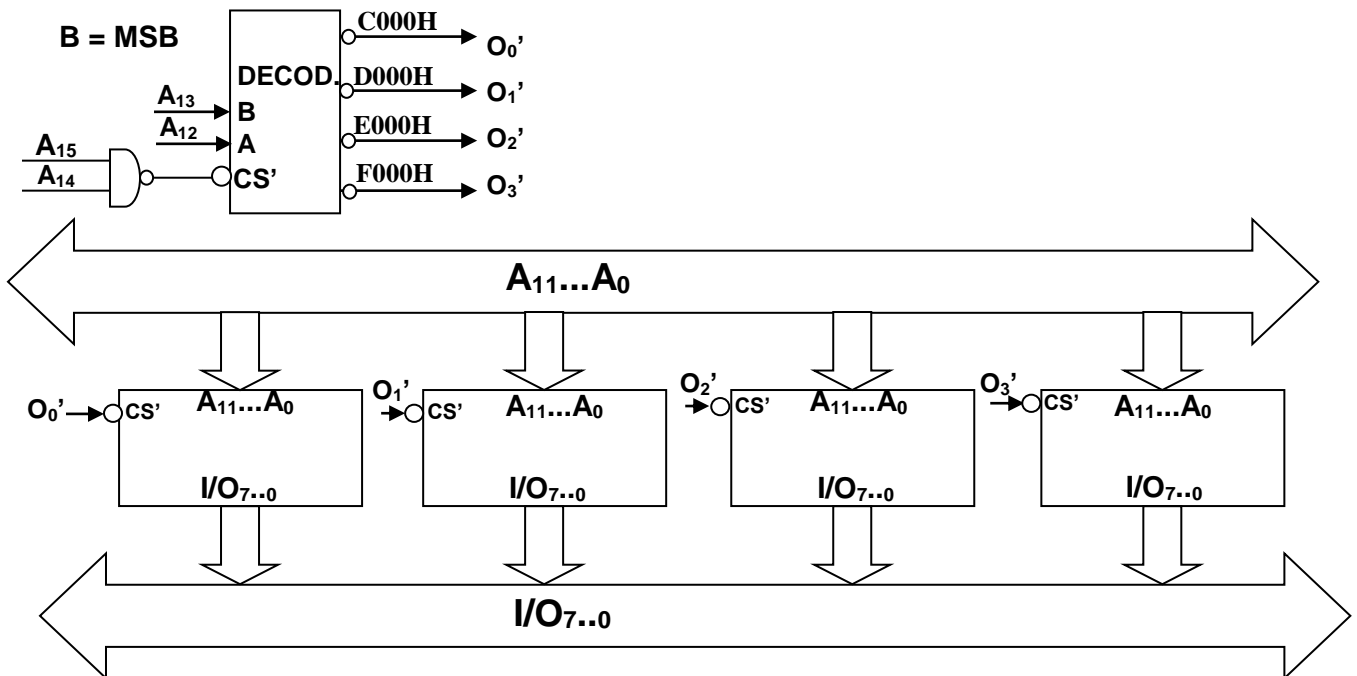 B = MSB
C000H
O₀’
DECOD.
D000H
O₁’
A₁₃
B
A₁₂
A
E000H
O₂’
A₁₅
A₁₄
CS’
F000H
O₃’
A₁₁...A₀
O₀’
CS’
A₁₁...A₀
I/O₇..₀
O₁’
CS’
A₁₁...A₀
I/O₇..₀
O₂’
CS’
A₁₁...A₀
I/O₇..₀
O₃’
CS’
A₁₁...A₀
I/O₇..₀
I/O₇..₀